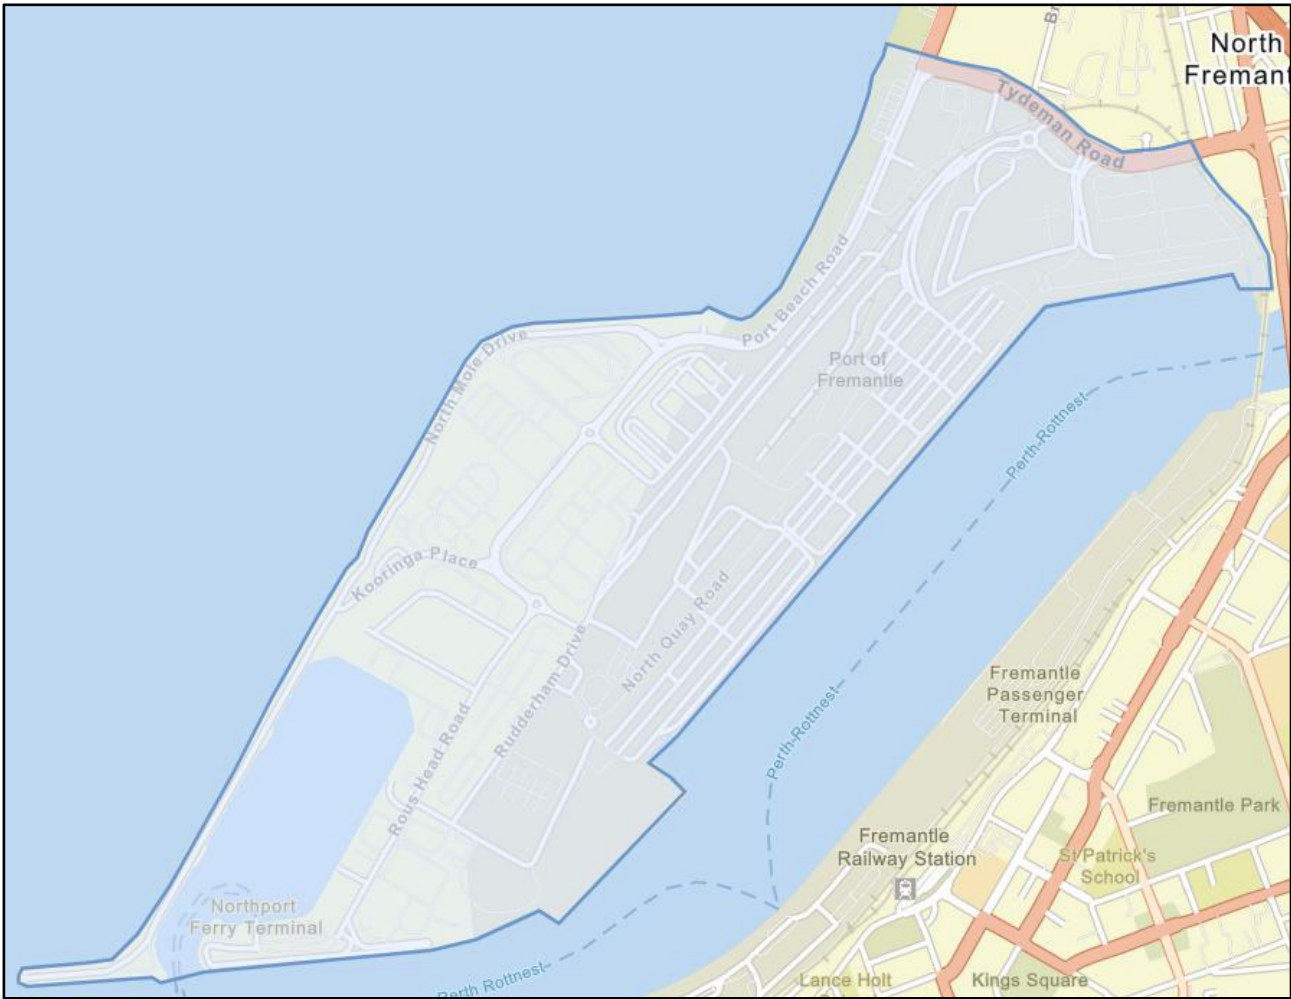 North
Fremant
Tydeman Road
Port Beach Road
North Mole Drive
Port of
Fremantle
Perth-Rottnest
Kooringa Place
North Quay Road
Rudderham Drive
Rous Head Road
Fremantle
Passenger
Terminal
Perth-Rottnest
Fremantle Park
Fremantle
Railway Station
St Patrick's
School
Northport
Ferry Terminal
Perth Rottnest
Lance Holt
Kings Square